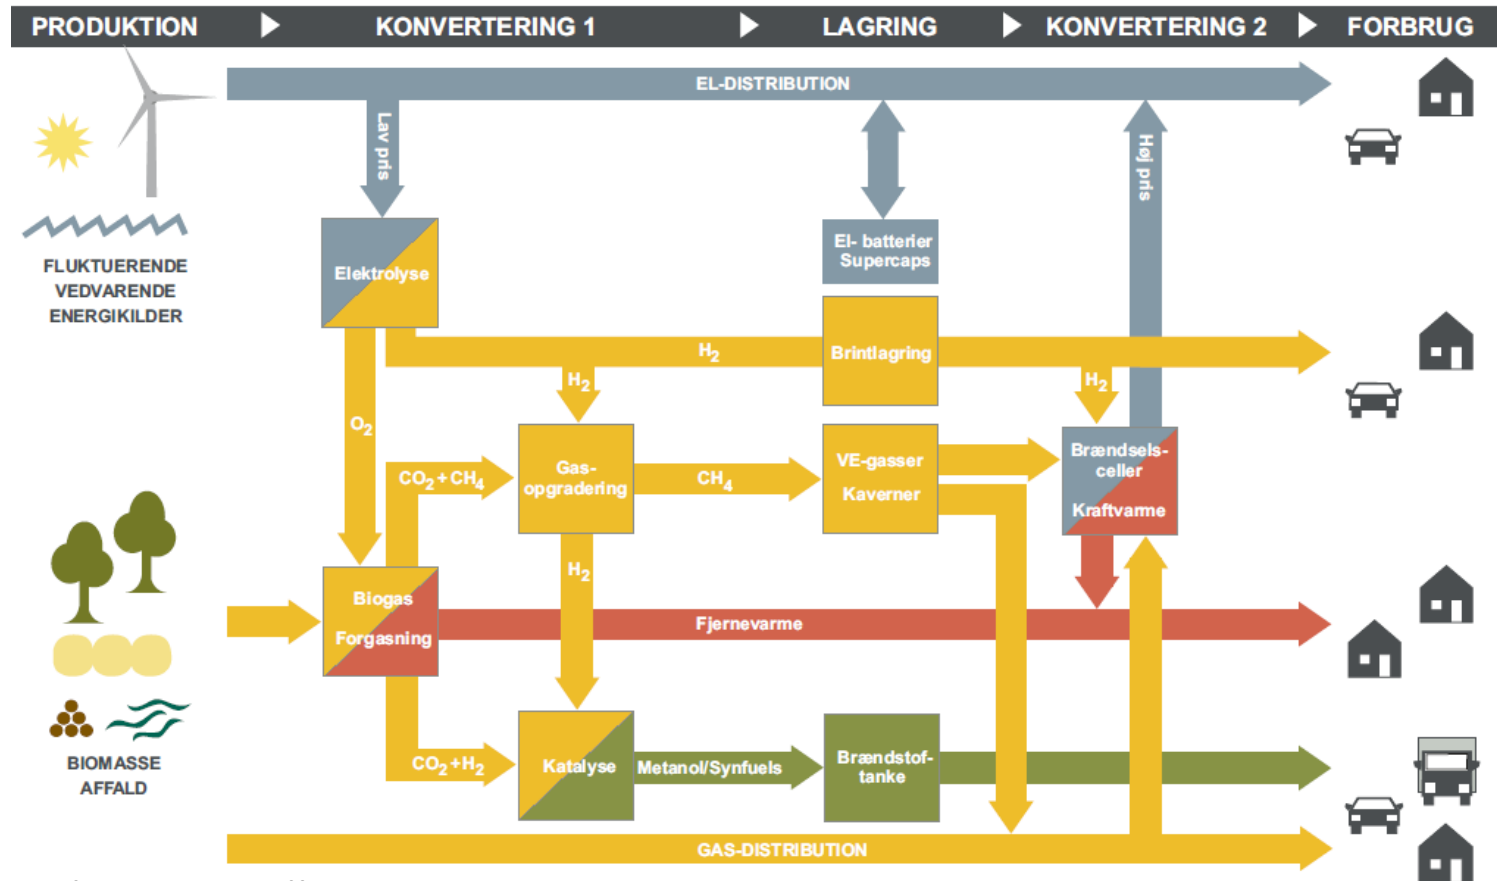 PRODUKTION
KONVERTERING 1
LAGRING
KONVERTERING 2
FORBRUG
EL-DISTRIBUTION
Lav pris
Høj pris
FLUKTUERENDE
VEDVARENDE
ENERGIKILDER
Elektrolyse
El- batterier
Supercaps
H2
Brintlagring
H2
H2
O2
CO2+CH4
Gas-
opgradering
CH4
VE-gasser
Kaverner
Brændsels-
celler
Kraftvarme
H2
Biogas
Forgasning
Fjernevarme
BIOMASSE
AFFALD
CO2+H2
Katalyse
Metanol/Synfuels
Brændstof-
tanke
GAS-DISTRIBUTION